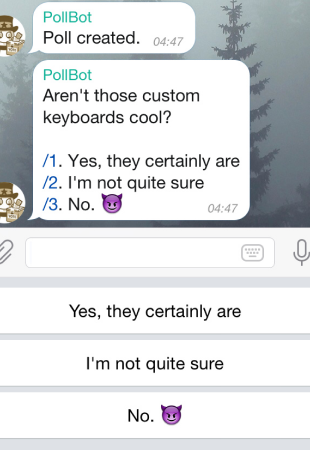 PollBot
Poll created. 04:47
PollBot
Aren't those custom
keyboards cool?
/1. Yes, they certainly are
/2. I'm not quite sure
/3. No. 😈
04:47
Yes, they certainly are
I'm not quite sure
No. 😈